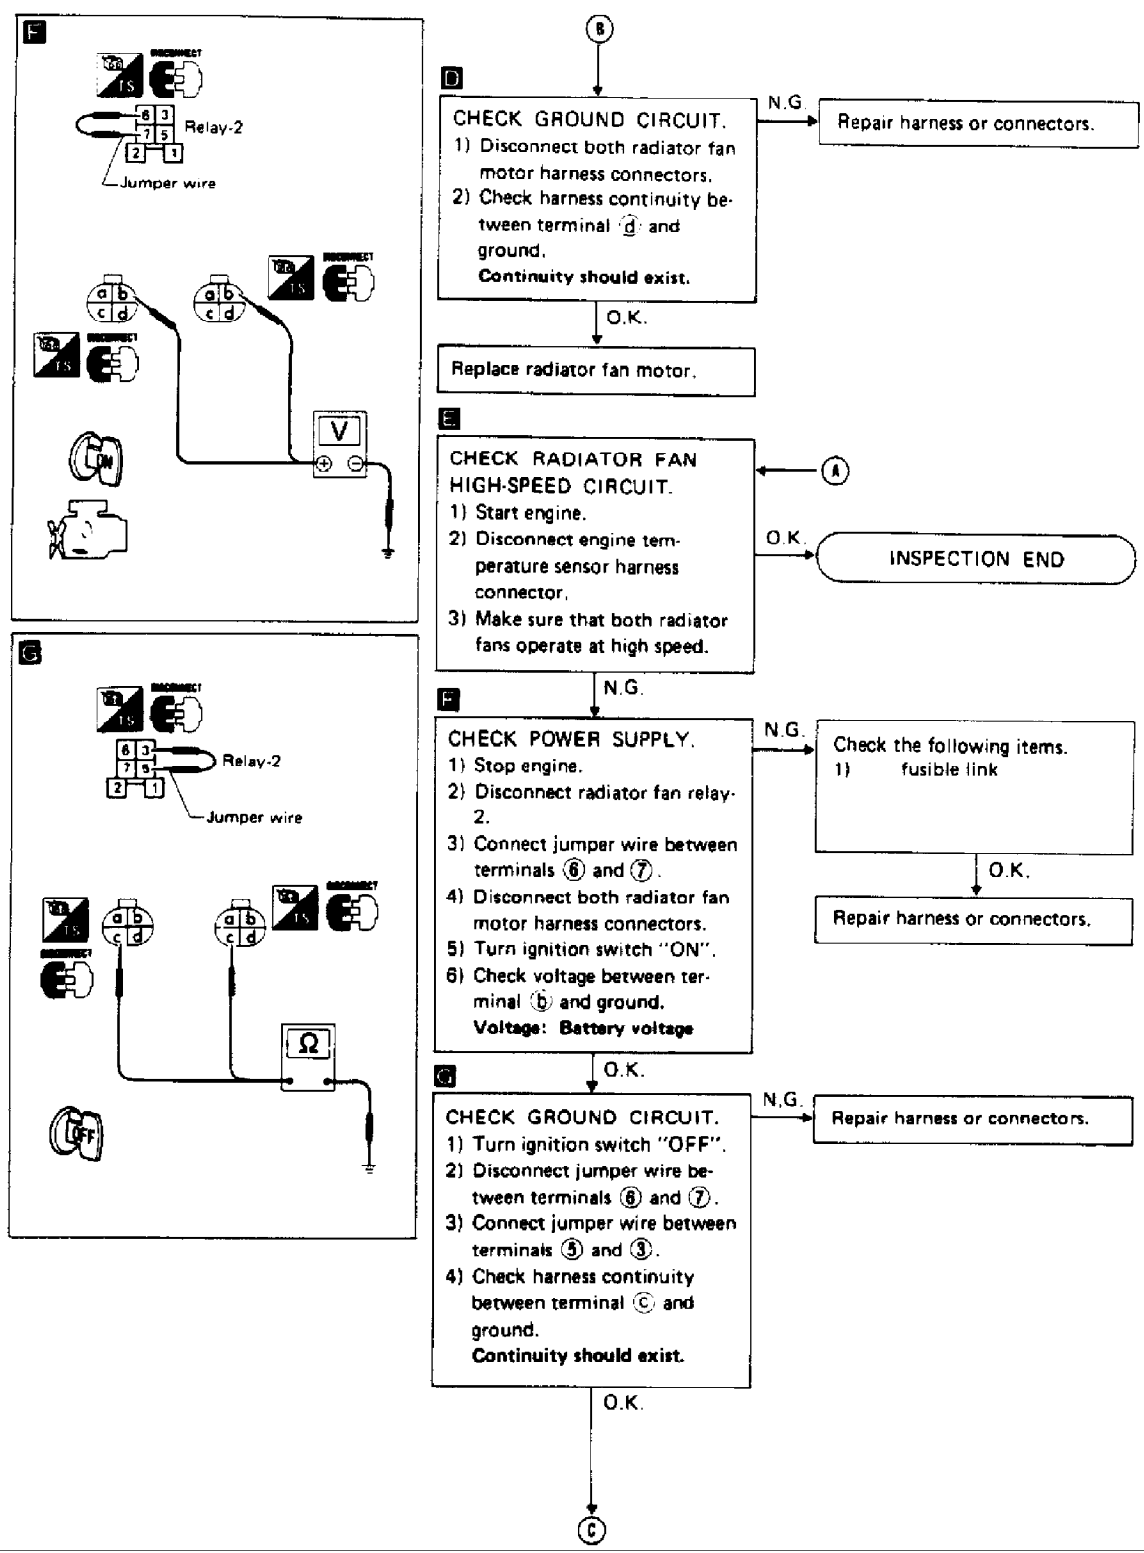 F
DISCONNECT
T.S
6 3
7 5
2 1
Relay-2
Jumper wire
DISCONNECT
T.S
a b
c d
a b
c d
DISCONNECT
T.S
V
+ −
ON
G
DISCONNECT
T.S
6 3
7 5
2 1
Relay-2
Jumper wire
DISCONNECT
T.S
a b
c d
a b
c d
T.S
DISCONNECT
Ω
OFF
B
D
CHECK GROUND CIRCUIT.
1) Disconnect both radiator fan
motor harness connectors.
2) Check harness continuity be-
tween terminal ⓓ and
ground.
Continuity should exist.
N.G.
Repair harness or connectors.
O.K.
Replace radiator fan motor.
E
CHECK RADIATOR FAN
HIGH-SPEED CIRCUIT.
1) Start engine.
2) Disconnect engine tem-
perature sensor harness
connector.
3) Make sure that both radiator
fans operate at high speed.
A
O.K.
INSPECTION END
N.G.
F
CHECK POWER SUPPLY.
1) Stop engine.
2) Disconnect radiator fan relay-
2.
3) Connect jumper wire between
terminals ⑥ and ⑦.
4) Disconnect both radiator fan
motor harness connectors.
5) Turn ignition switch "ON".
6) Check voltage between ter-
minal ⓑ and ground.
Voltage: Battery voltage
N.G.
Check the following items.
1) fusible link
O.K.
Repair harness or connectors.
O.K.
G
CHECK GROUND CIRCUIT.
1) Turn ignition switch "OFF".
2) Disconnect jumper wire be-
tween terminals ⑥ and ⑦.
3) Connect jumper wire between
terminals ⑤ and ③.
4) Check harness continuity
between terminal ⓒ and
ground.
Continuity should exist.
N.G.
Repair harness or connectors.
O.K.
C